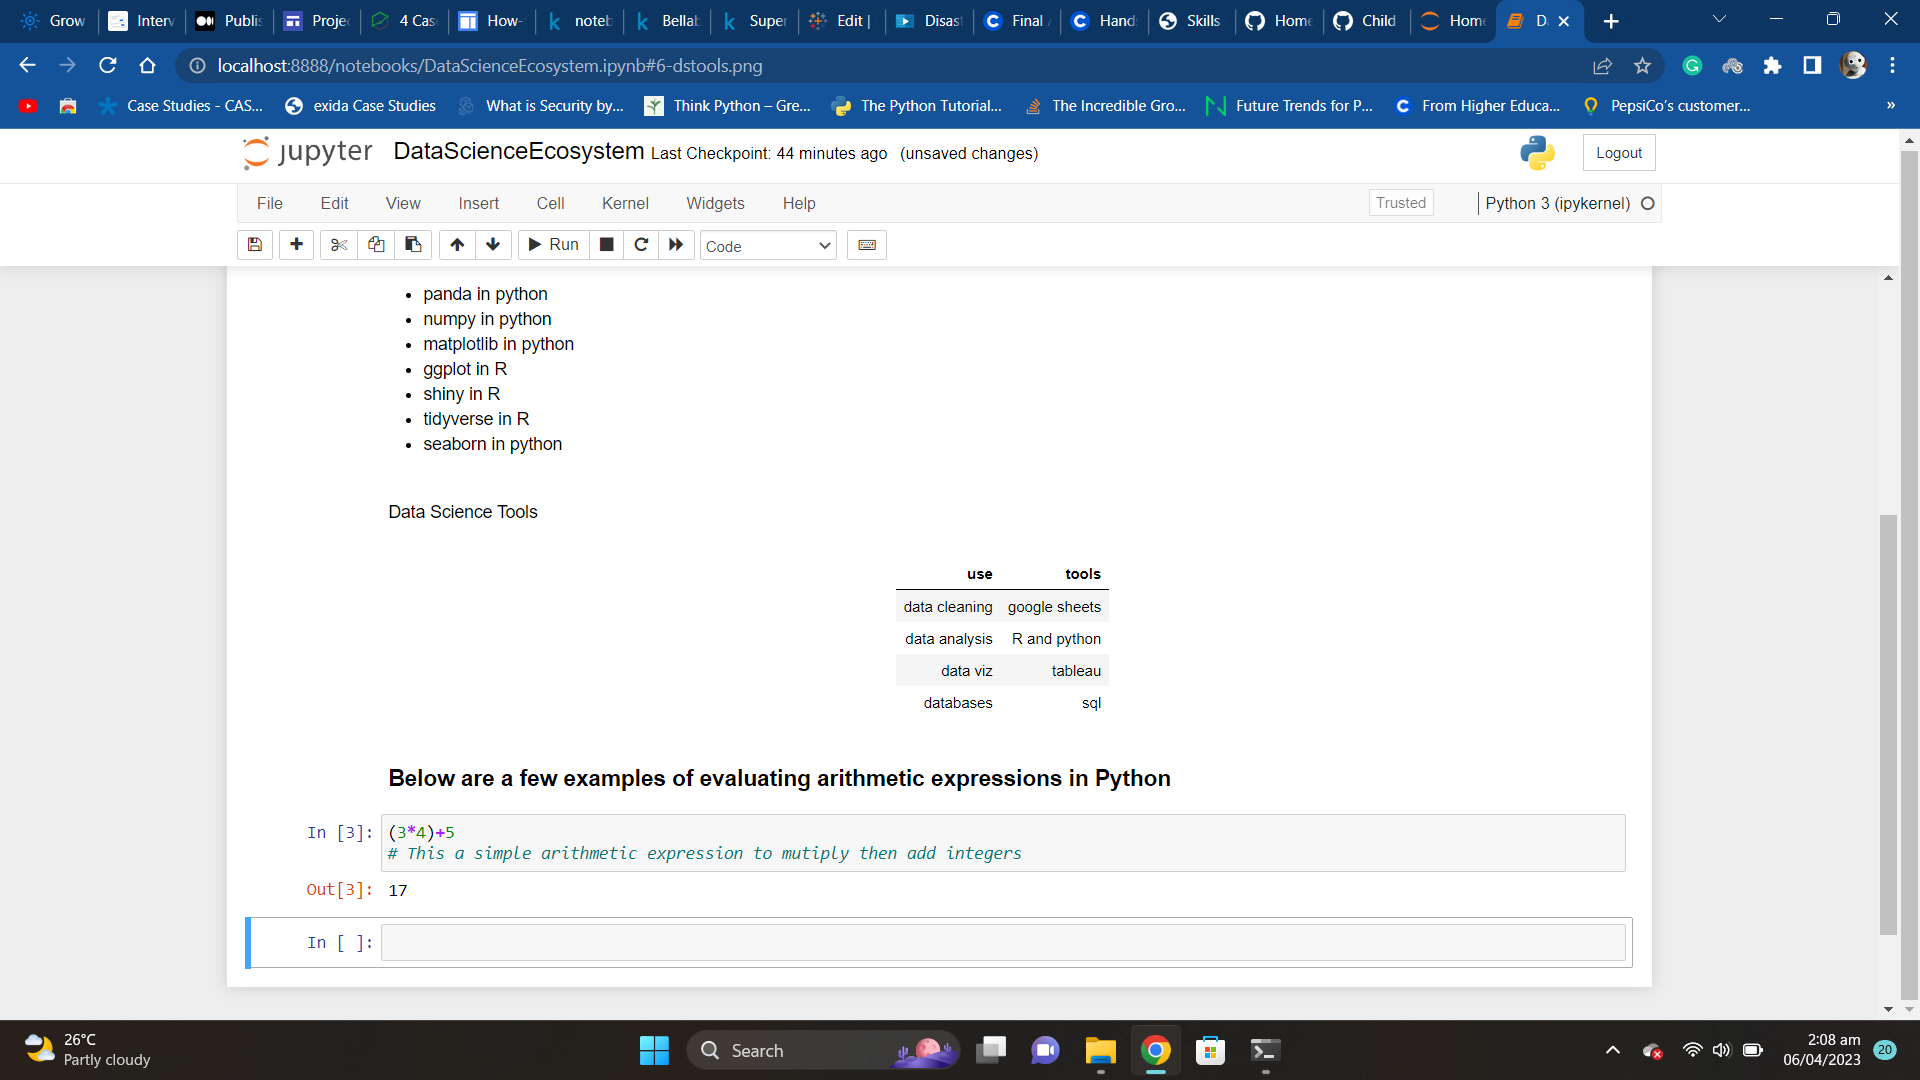 Grow
Interv
Publis
Projec
4 Cas
How-
noteb
Bellab
Super
Edit |
Disast
Final
Hand
Skills
Home
Child
Home
D
localhost:8888/notebooks/DataScienceEcosystem.ipynb#6-dstools.png
Case Studies - CAS...
exida Case Studies
What is Security by...
Think Python – Gre...
The Python Tutorial...
The Incredible Gro...
Future Trends for P...
From Higher Educa...
PepsiCo's customer...
»
jupyter DataScienceEcosystem Last Checkpoint: 44 minutes ago (unsaved changes)
Logout
File Edit View Insert Cell Kernel Widgets Help
Trusted
Python 3 (ipykernel)
Run
Code
• panda in python
• numpy in python
• matplotlib in python
• ggplot in R
• shiny in R
• tidyverse in R
• seaborn in python
Data Science Tools
use tools
data cleaning google sheets
data analysis R and python
data viz tableau
databases sql
Below are a few examples of evaluating arithmetic expressions in Python
In [3]: (3*4)+5
# This a simple arithmetic expression to mutiply then add integers
Out[3]: 17
In [ ]:
26°C
Partly cloudy
Search
2:08 am
06/04/2023
20